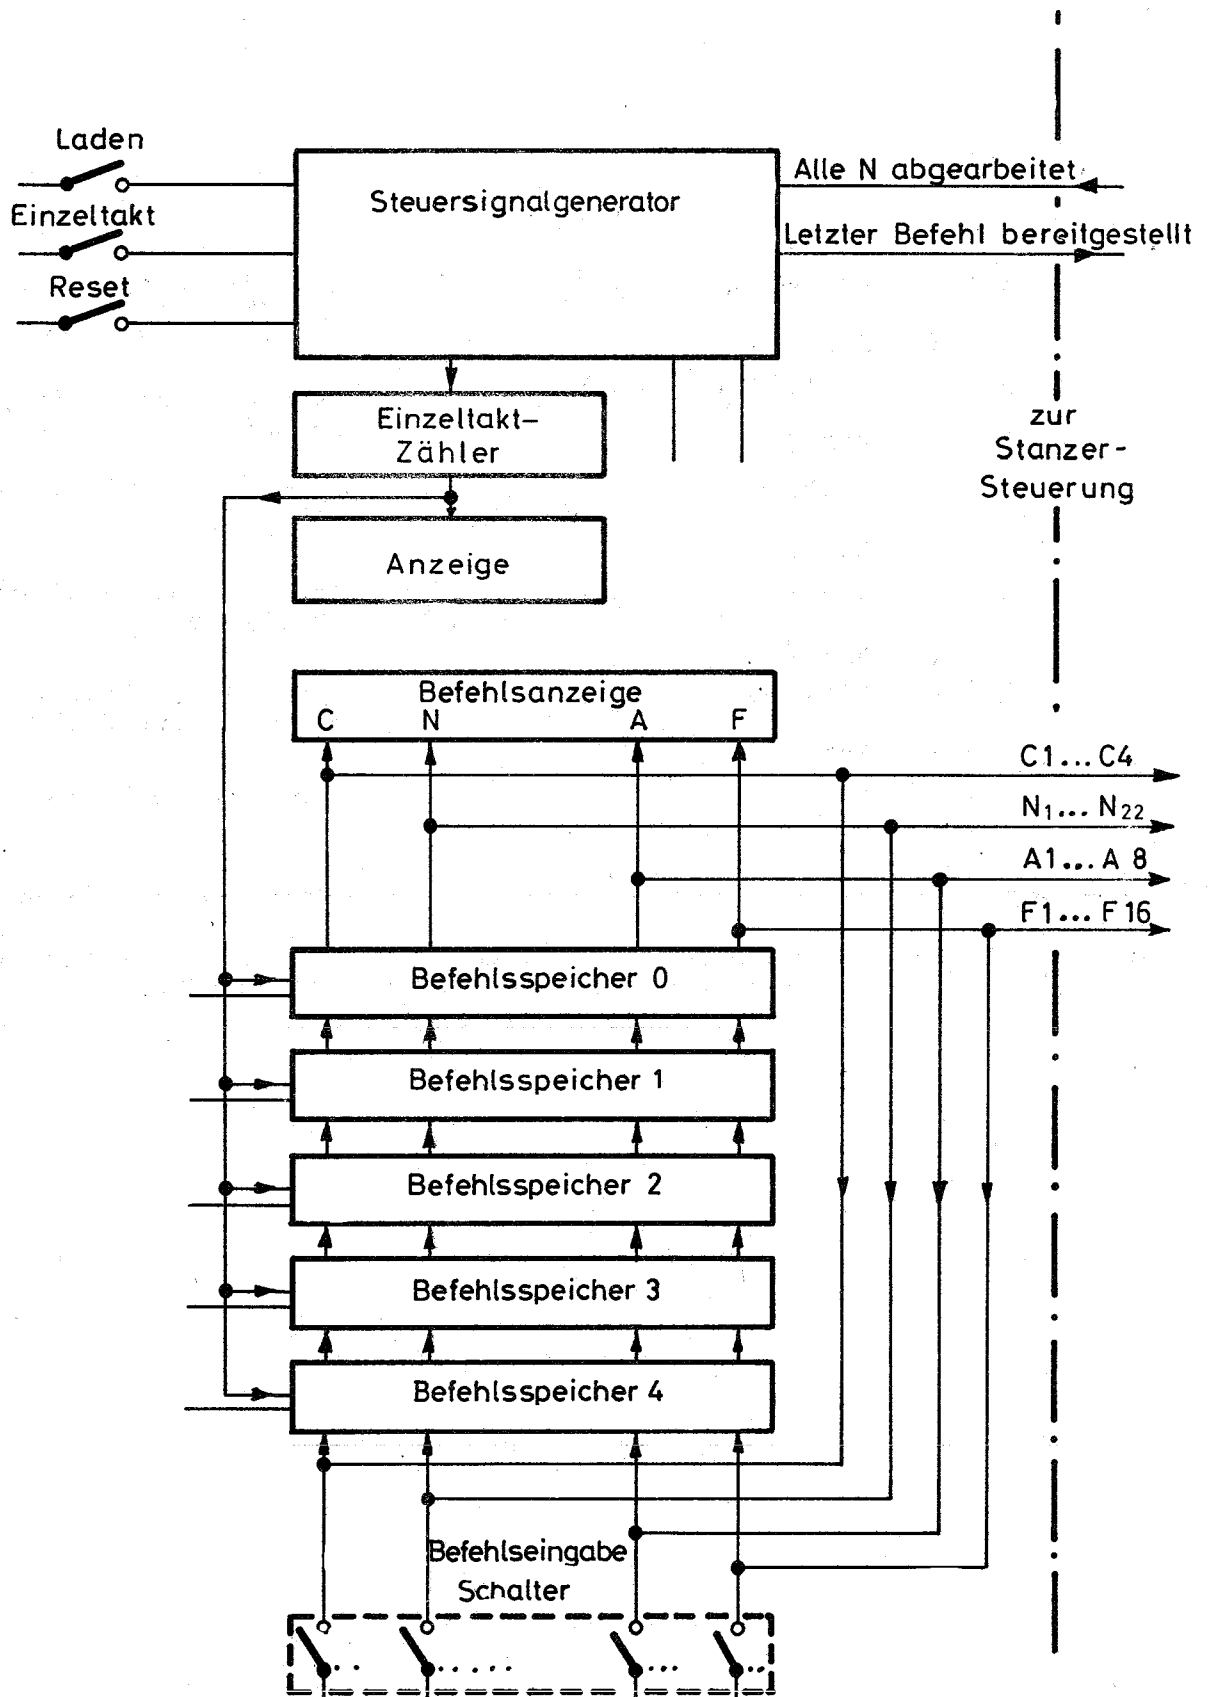 Laden
Alle N abgearbeitet
Steuersignalgenerator
Einzeltakt
Letzter Befehl bereitgestellt
Reset
Einzeltakt-
Zähler
zur
Stanzer-
Steuerung
Anzeige
Befehlsanzeige
C N A F
C1...C4
N1...N22
A1...A 8
F1...F 16
Befehlsspeicher 0
Befehlsspeicher 1
Befehlsspeicher 2
Befehlsspeicher 3
Befehlsspeicher 4
Befehlseingabe
Schalter